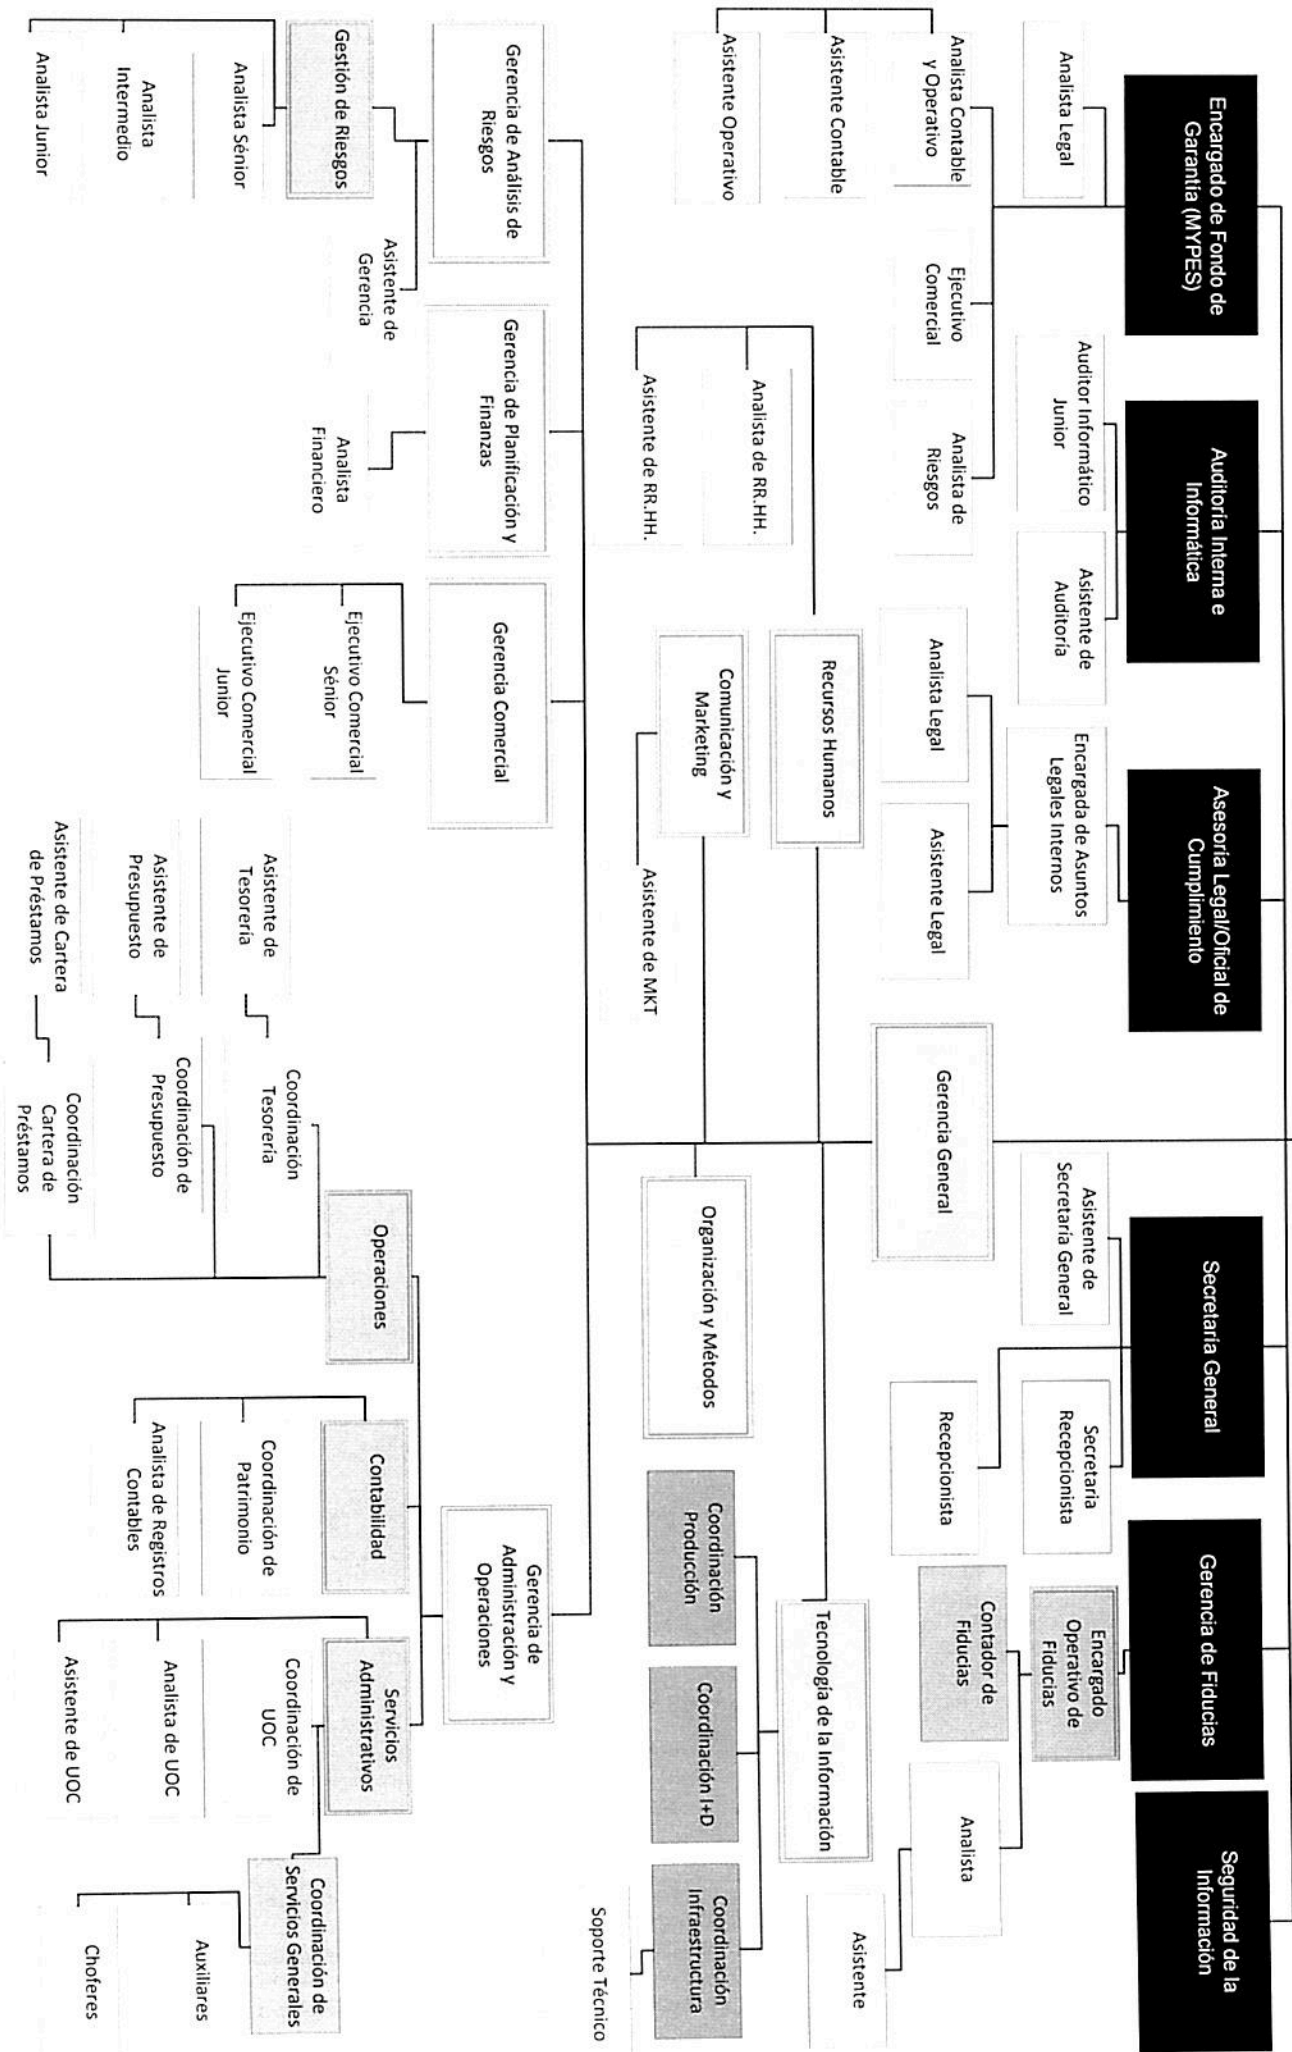 Encargado de Fondo de
Garantía (MYPES)
Auditoría Interna e
Informática
Asesoría Legal/Oficial de
Cumplimiento
Secretaría General
Gerencia de Fiducias
Seguridad de la
Información
Analista Legal
Analista Contable
y Operativo
Asistente Contable
Asistente Operativo
Ejecutivo
Comercial
Analista de
Riesgos
Auditor Informático
Junior
Asistente de
Auditoría
Encargada de Asuntos
Legales Internos
Analista Legal
Asistente Legal
Asistente de
Secretaría General
Secretaria
Recepcionista
Recepcionista
Encargado
Operativo de
Fiducias
Contador de
Fiducias
Analista
Asistente
Gerencia General
Recursos Humanos
Analista de RR.HH.
Asistente de RR.HH.
Comunicación y
Marketing
Asistente de MKT
Organización y Métodos
Tecnología de la Información
Coordinación
Producción
Coordinación I+D
Coordinación
Infraestructura
Soporte Técnico
Gerencia de Análisis de
Riesgos
Gestión de Riesgos
Asistente de
Gerencia
Analista Sénior
Analista
Intermedio
Analista Junior
Gerencia de Planificación y
Finanzas
Analista
Financiero
Gerencia Comercial
Ejecutivo Comercial
Sénior
Ejecutivo Comercial
Junior
Gerencia de
Administración y
Operaciones
Operaciones
Coordinación
Tesorería
Asistente de
Tesorería
Coordinación de
Presupuesto
Asistente de
Presupuesto
Coordinación
Cartera de
Préstamos
Asistente de Cartera
de Préstamos
Contabilidad
Coordinación de
Patrimonio
Analista de Registros
Contables
Servicios
Administrativos
Coordinación de
UOC
Analista de UOC
Asistente de UOC
Coordinación de
Servicios Generales
Auxiliares
Choferes